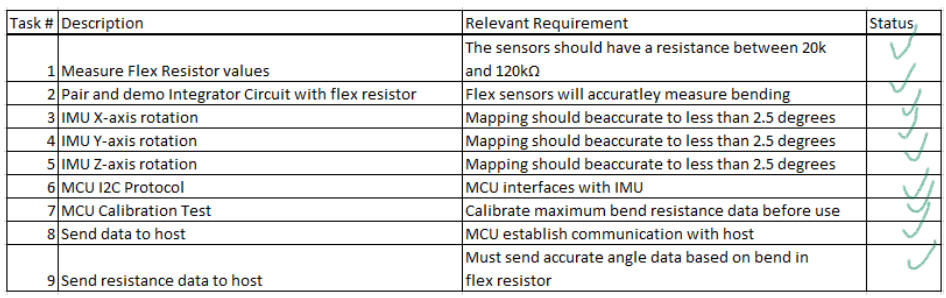 Task # Description Relevant Requirement Status
The sensors should have a resistance between 20k
1 Measure Flex Resistor values and 120kΩ
2 Pair and demo Integrator Circuit with flex resistor Flex sensors will accuratley measure bending
3 IMU X-axis rotation Mapping should beaccurate to less than 2.5 degrees
4 IMU Y-axis rotation Mapping should beaccurate to less than 2.5 degrees
5 IMU Z-axis rotation Mapping should beaccurate to less than 2.5 degrees
6 MCU I2C Protocol MCU interfaces with IMU
7 MCU Calibration Test Calibrate maximum bend resistance data before use
8 Send data to host MCU establish communication with host
Must send accurate angle data based on bend in
9 Send resistance data to host flex resistor